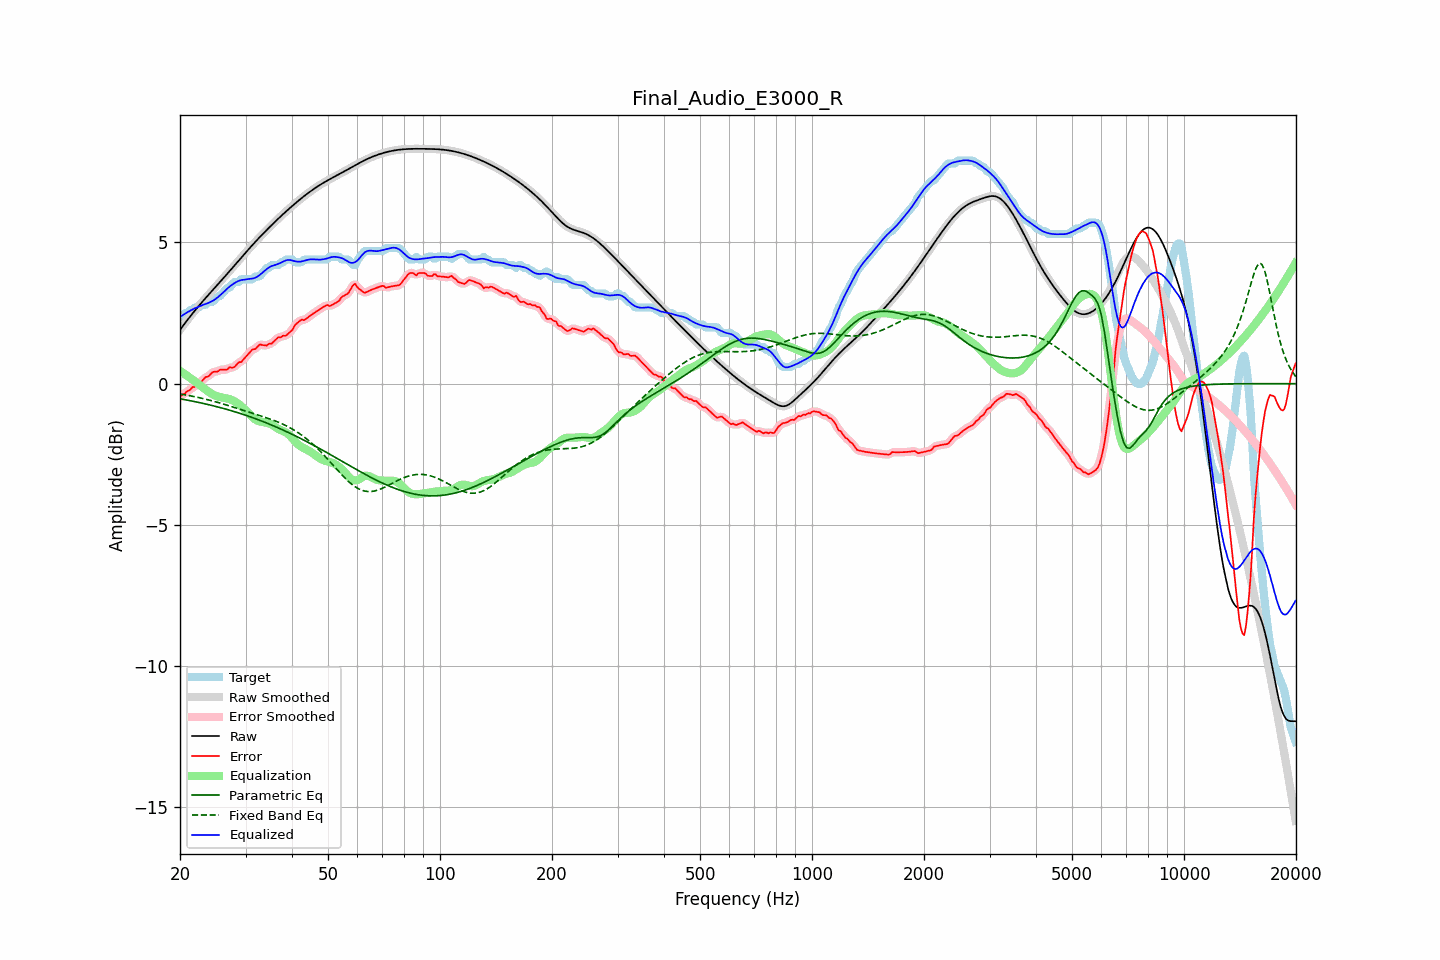 Final_Audio_E3000_R
Amplitude (dBr)
5
0
−5
−10
−15
Target
Raw Smoothed
Error Smoothed
Raw
Error
Equalization
Parametric Eq
Fixed Band Eq
Equalized
20 50 100 200 500 1000 2000 5000 10000 20000
Frequency (Hz)